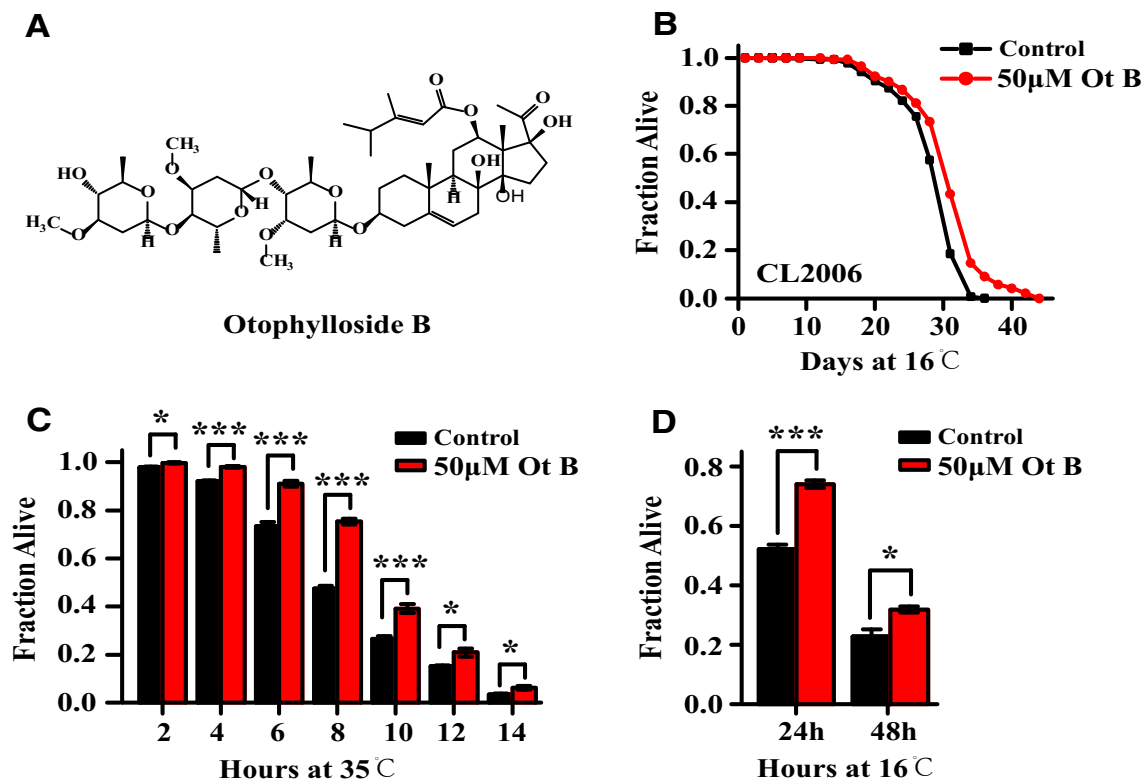 A
O
O
O
OH
OH
OH
H
CH₃
O
HO
O
H₃C
O
H
O
O
H
O
O
O
CH₃
H
O
H
Otophylloside B
B
Control
50μM Ot B
Fraction Alive
1.0
0.8
0.6
0.4
0.2
0.0
CL2006
0 10 20 30 40
Days at 16℃
C
Control
50μM Ot B
Fraction Alive
1.0
0.8
0.6
0.4
0.2
0.0
* *** *** *** *** * *
2 4 6 8 10 12 14
Hours at 35℃
D
Control
50μM Ot B
Fraction Alive
0.8
0.6
0.4
0.2
0.0
*** *
24h 48h
Hours at 16℃